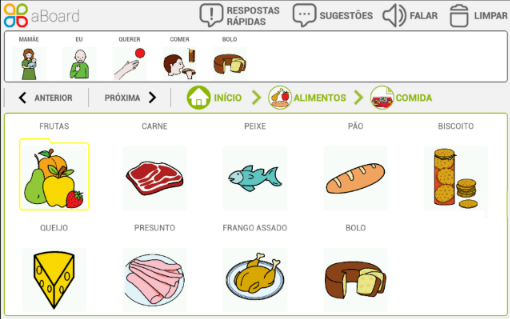 aBoard
RESPOSTAS
RÁPIDAS
SUGESTÕES
FALAR
LIMPAR
MAMÃE EU QUERER COMER BOLO
ANTERIOR PRÓXIMA INÍCIO ALIMENTOS COMIDA
FRUTAS CARNE PEIXE PÃO BISCOITO
QUEIJO PRESUNTO FRANGO ASSADO BOLO